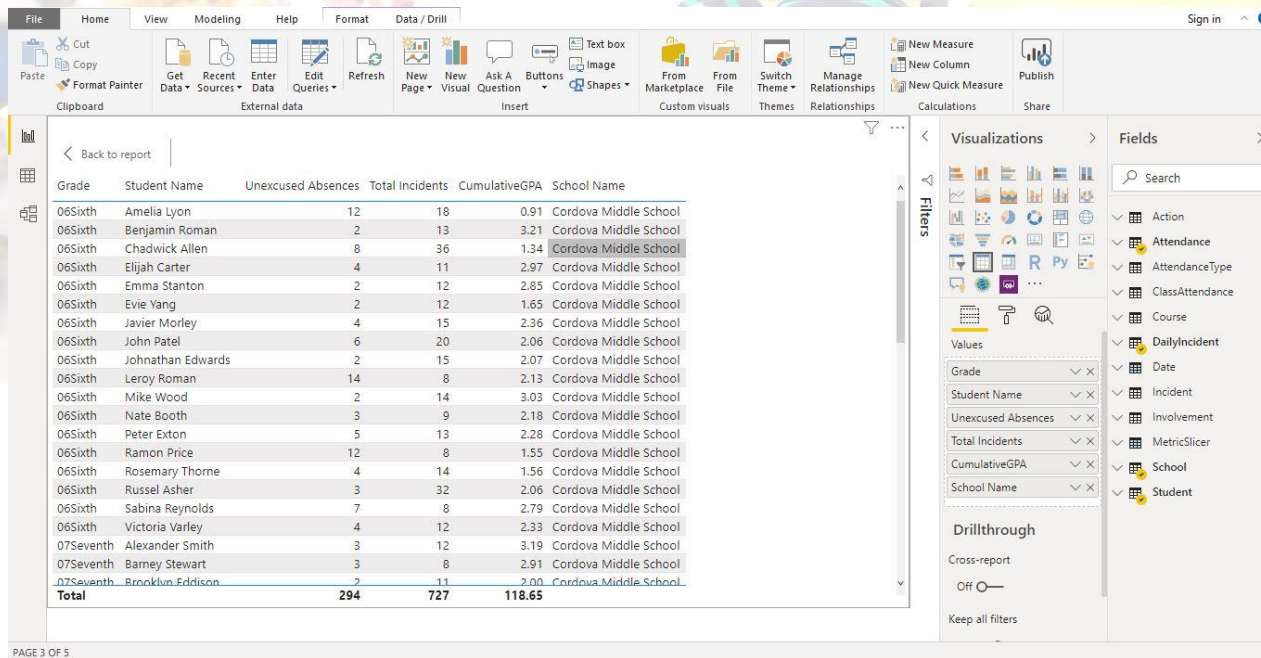 File Home View Modeling Help Format Data / Drill Sign in
Cut
Copy
Format Painter
Paste
Clipboard
Get Data
Recent Sources
Enter Data
Edit Queries
Refresh
External data
New Page
New Visual
Ask A Question
Buttons
Text box
Image
Shapes
Insert
From Marketplace
From File
Custom visuals
Switch Theme
Themes
Manage Relationships
Relationships
New Measure
New Column
New Quick Measure
Calculations
Publish
Share
Back to report
Grade Student Name Unexcused Absences Total Incidents CumulativeGPA School Name
06Sixth Amelia Lyon 12 18 0.91 Cordova Middle School
06Sixth Benjamin Roman 2 13 3.21 Cordova Middle School
06Sixth Chadwick Allen 8 36 1.34 Cordova Middle School
06Sixth Elijah Carter 4 11 2.97 Cordova Middle School
06Sixth Emma Stanton 2 12 2.85 Cordova Middle School
06Sixth Evie Yang 2 12 1.65 Cordova Middle School
06Sixth Javier Morley 4 15 2.36 Cordova Middle School
06Sixth John Patel 6 20 2.06 Cordova Middle School
06Sixth Johnathan Edwards 2 15 2.07 Cordova Middle School
06Sixth Leroy Roman 14 8 2.13 Cordova Middle School
06Sixth Mike Wood 2 14 3.03 Cordova Middle School
06Sixth Nate Booth 3 9 2.18 Cordova Middle School
06Sixth Peter Exton 5 13 2.28 Cordova Middle School
06Sixth Ramon Price 12 8 1.55 Cordova Middle School
06Sixth Rosemary Thorne 4 14 1.56 Cordova Middle School
06Sixth Russel Asher 3 32 2.06 Cordova Middle School
06Sixth Sabina Reynolds 7 8 2.79 Cordova Middle School
06Sixth Victoria Varley 4 12 2.33 Cordova Middle School
07Seventh Alexander Smith 3 12 3.19 Cordova Middle School
07Seventh Barney Stewart 3 8 2.91 Cordova Middle School
07Seventh Brooklyn Eddison 2 11 2.00 Cordova Middle School
Total 294 727 118.65
Filters
Visualizations
R Py
123
Values
Grade
Student Name
Unexcused Absences
Total Incidents
CumulativeGPA
School Name
Drillthrough
Cross-report
Off
Keep all filters
Fields
Search
Action
Attendance
AttendanceType
ClassAttendance
Course
DailyIncident
Date
Incident
Involvement
MetricSlicer
School
Student
PAGE 3 OF 5